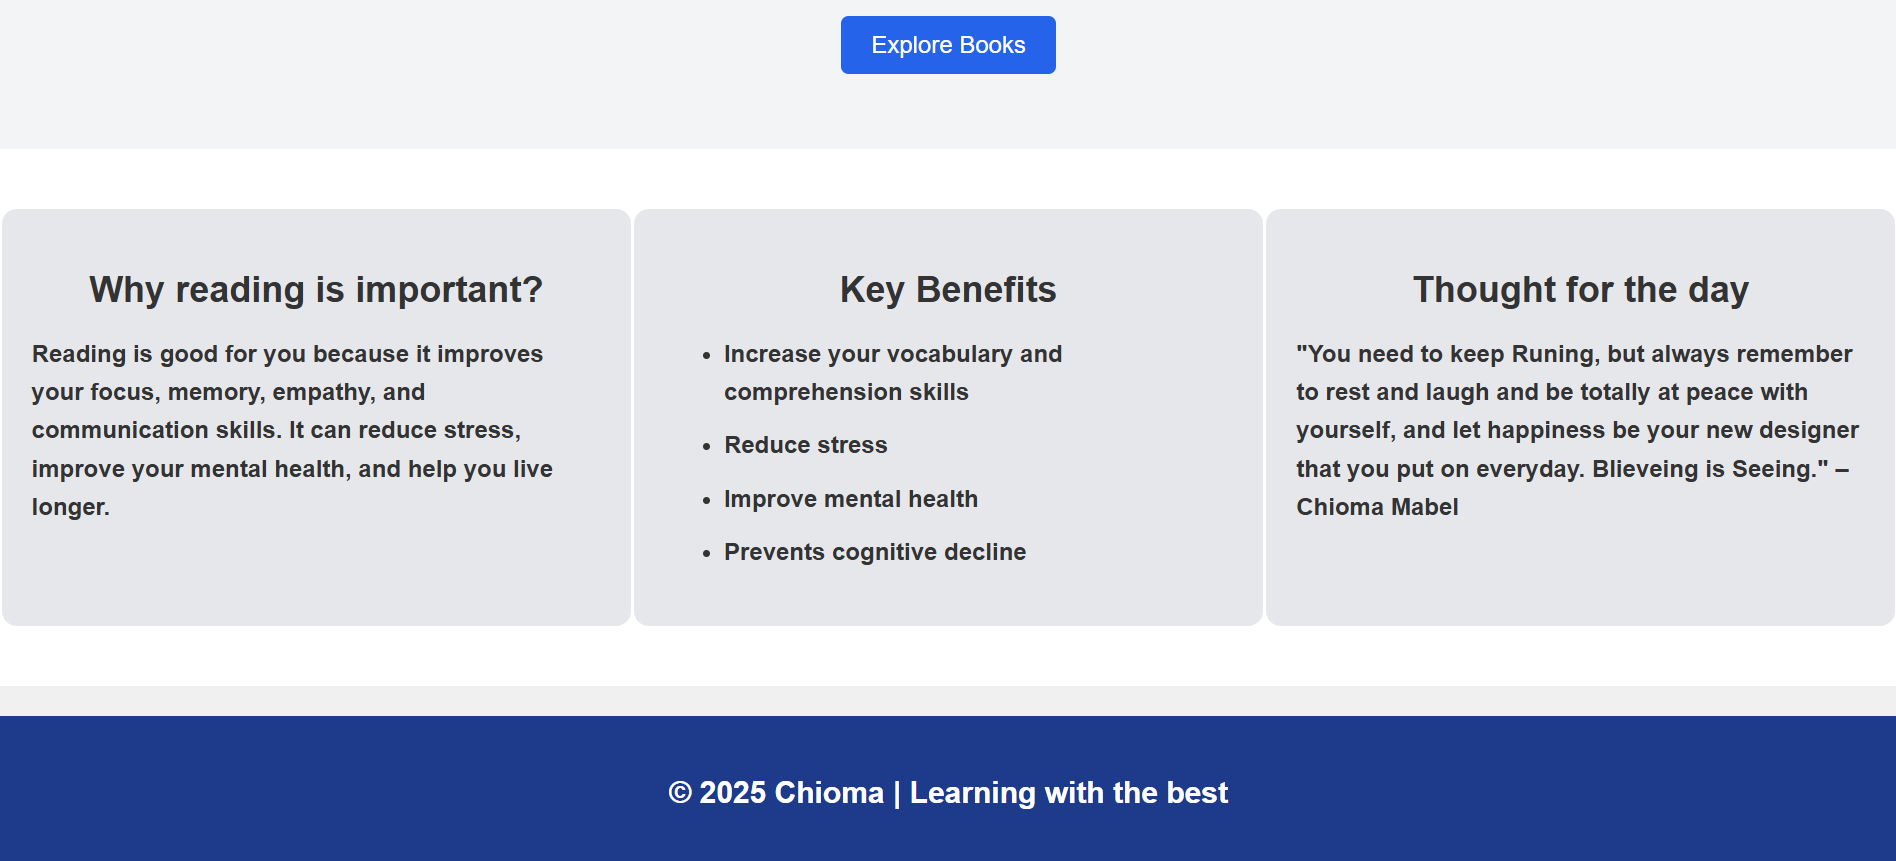 Explore Books
Why reading is important?
Reading is good for you because it improves
your focus, memory, empathy, and
communication skills. It can reduce stress,
improve your mental health, and help you live
longer.
Key Benefits
• Increase your vocabulary and
comprehension skills
• Reduce stress
• Improve mental health
• Prevents cognitive decline
Thought for the day
"You need to keep Runing, but always remember
to rest and laugh and be totally at peace with
yourself, and let happiness be your new designer
that you put on everyday. Blieveing is Seeing." –
Chioma Mabel
© 2025 Chioma | Learning with the best